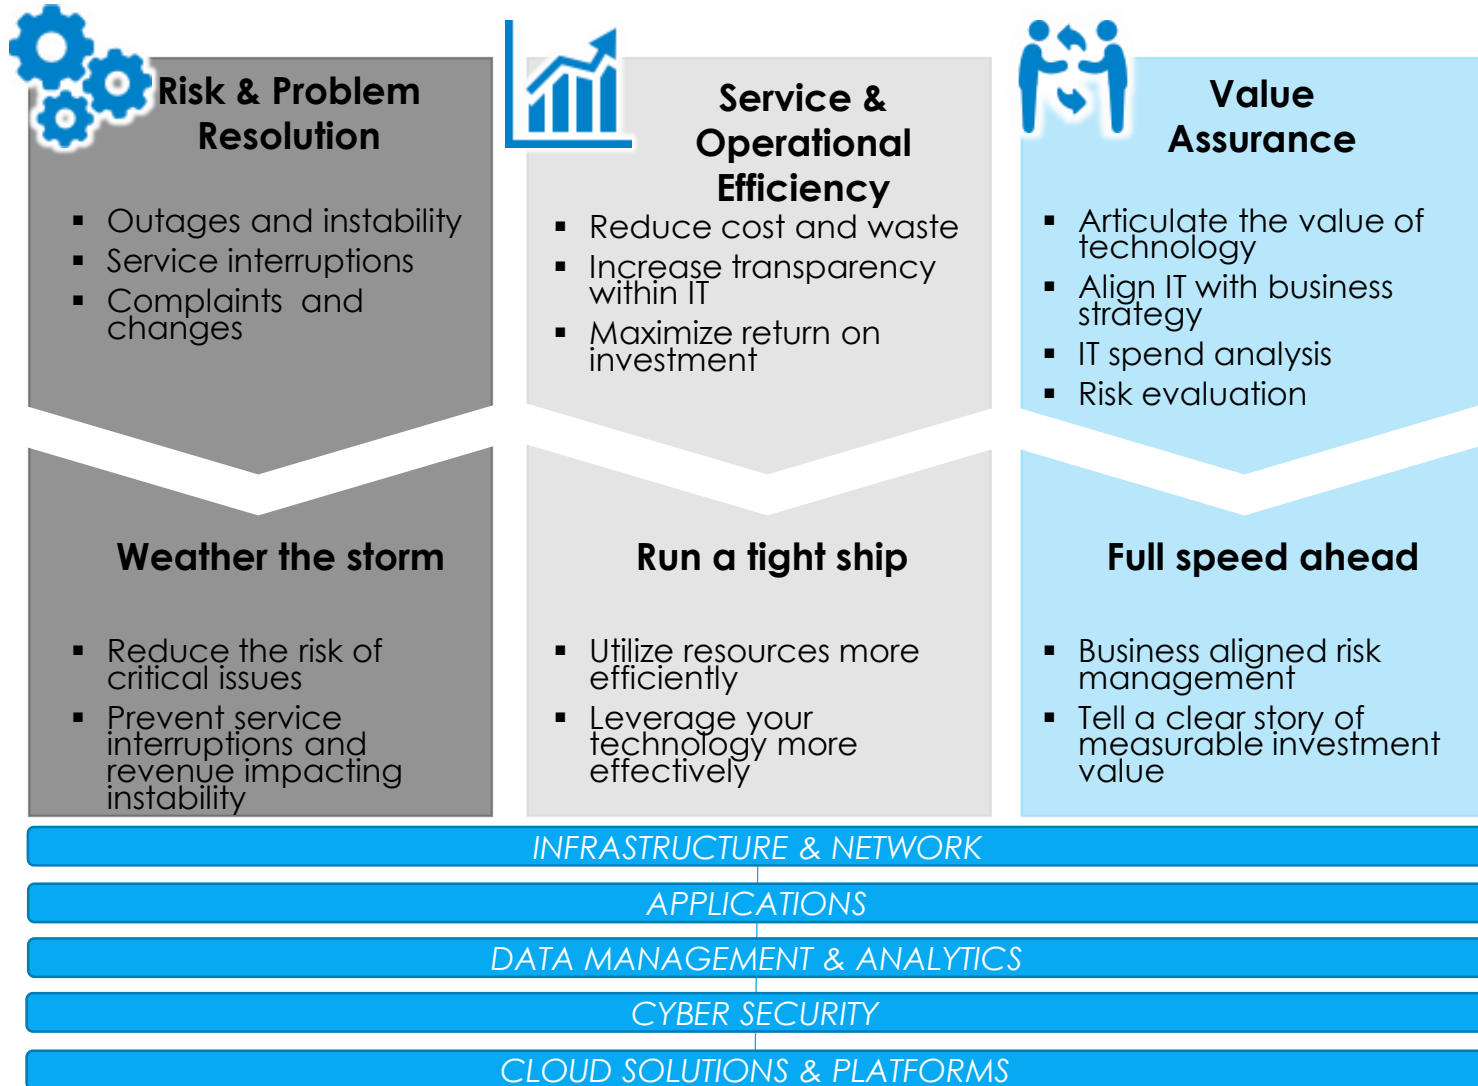 Risk & Problem
Resolution
▪ Outages and instability
▪ Service interruptions
▪ Complaints  and
changes
Service &
Operational
Efficiency
▪ Reduce cost and waste
▪ Increase transparency
within IT
▪ Maximize return on
investment
Value
Assurance
▪ Articulate the value of
technology
▪ Align IT with business
strategy
▪ IT spend analysis
▪ Risk evaluation
Weather the storm
▪ Reduce the risk of
critical issues
▪ Prevent service
interruptions and
revenue impacting
instability
Run a tight ship
▪ Utilize resources more
efficiently
▪ Leverage your
technology more
effectively
Full speed ahead
▪ Business aligned risk
management
▪ Tell a clear story of
measurable investment
value
INFRASTRUCTURE & NETWORK
APPLICATIONS
DATA MANAGEMENT & ANALYTICS
CYBER SECURITY
CLOUD SOLUTIONS & PLATFORMS